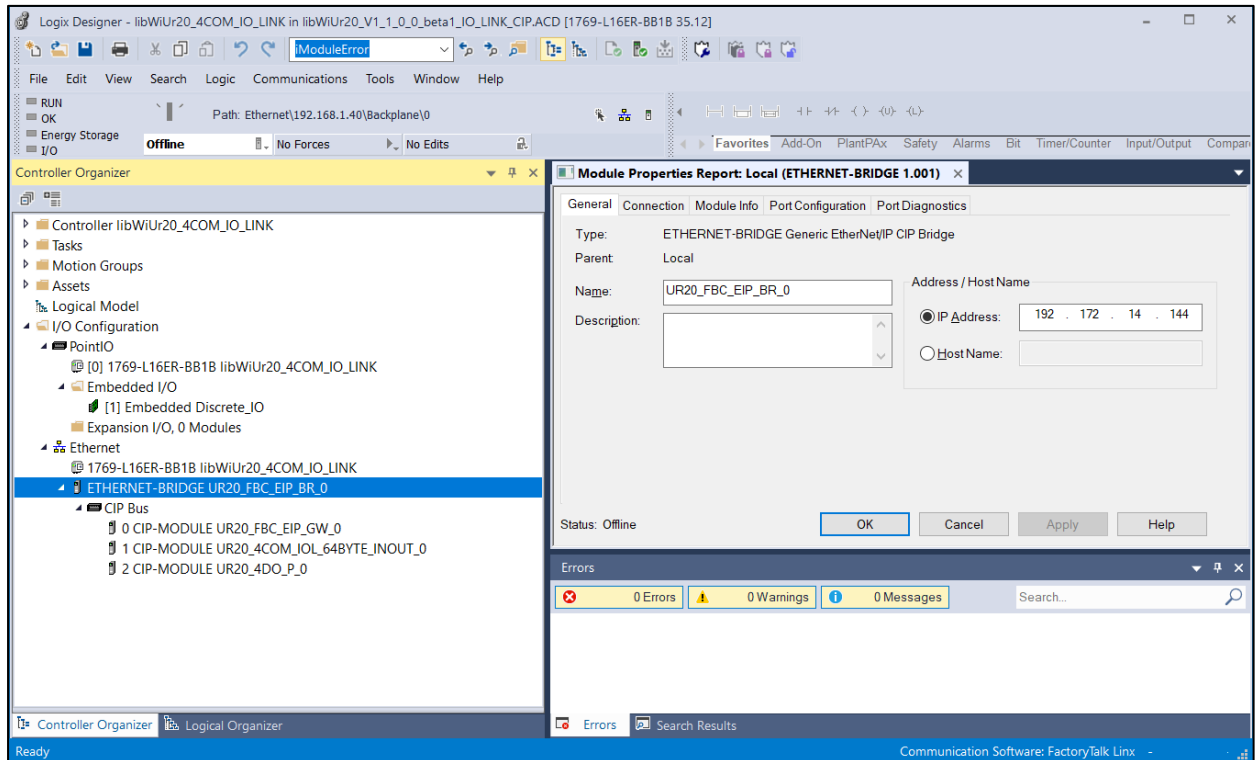 Logix Designer - libWiUr20_4COM_IO_LINK in libWiUr20_V1_1_0_0_beta1_IO_LINK_CIP.ACD [1769-L16ER-BB1B 35.12]
iModuleError
File Edit View Search Logic Communications Tools Window Help
RUN
OK
Energy Storage
I/O
Path: Ethernet\192.168.1.40\Backplane\0
Offline
No Forces
No Edits
Favorites Add-On PlantPAx Safety Alarms Bit Timer/Counter Input/Output Compar
Controller Organizer
Controller libWiUr20_4COM_IO_LINK
Tasks
Motion Groups
Assets
Logical Model
I/O Configuration
PointIO
[0] 1769-L16ER-BB1B libWiUr20_4COM_IO_LINK
Embedded I/O
[1] Embedded Discrete_IO
Expansion I/O, 0 Modules
Ethernet
1769-L16ER-BB1B libWiUr20_4COM_IO_LINK
ETHERNET-BRIDGE UR20_FBC_EIP_BR_0
CIP Bus
0 CIP-MODULE UR20_FBC_EIP_GW_0
1 CIP-MODULE UR20_4COM_IOL_64BYTE_INOUT_0
2 CIP-MODULE UR20_4DO_P_0
Controller Organizer
Logical Organizer
Module Properties Report: Local (ETHERNET-BRIDGE 1.001)
General Connection Module Info Port Configuration Port Diagnostics
Type: ETHERNET-BRIDGE Generic EtherNet/IP CIP Bridge
Parent: Local
Name: UR20_FBC_EIP_BR_0
Description:
Address / Host Name
IP Address: 192 . 172 . 14 . 144
Host Name:
Status: Offline
OK Cancel Apply Help
Errors
0 Errors 0 Warnings 0 Messages Search...
Errors Search Results
Ready
Communication Software: FactoryTalk Linx -